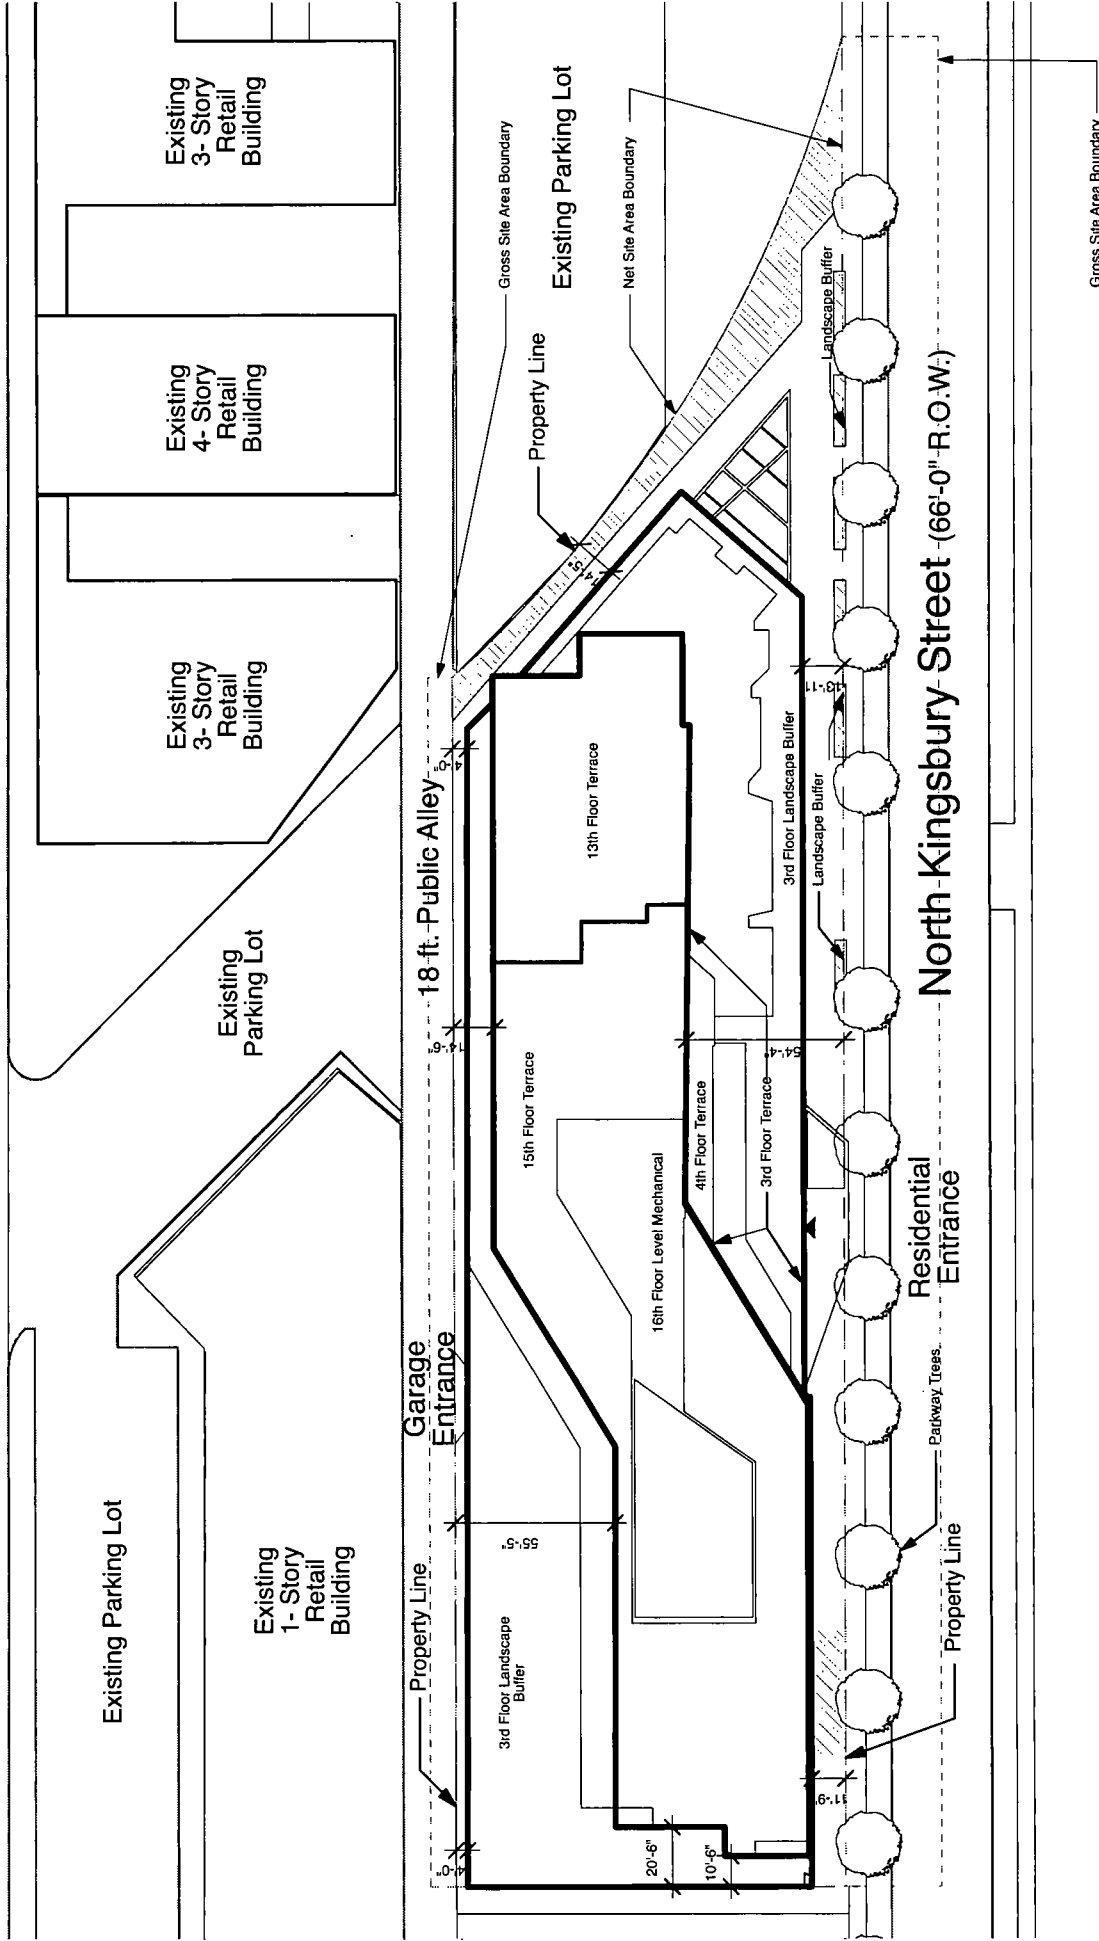 Existing
3- Story
Retail
Building
Existing
4- Story
Retail
Building
Existing
3- Story
Retail
Building
Existing
Parking Lot
Existing Parking Lot
Existing
1- Story
Retail
Building
Gross Site Area Boundary
Existing Parking Lot
Net Site Area Boundary
Property Line
18 ft. Public Alley
Garage
Entrance
Property Line
4'-0"
14'-6"
55'-5"
4'-0"
13th Floor Terrace
15th Floor Terrace
16th Floor Level Mechanical
4th Floor Terrace
3rd Floor Terrace
3rd Floor Landscape Buffer
3rd Floor Landscape
Buffer
Landscape Buffer
Landscape Buffer
13'-11"
54'-4"
20'-6"
10'-6"
11'-9"
North Kingsbury Street (66'-0" R.O.W.)
Residential
Entrance
Parkway Trees
Property Line
Gross Site Area Boundary